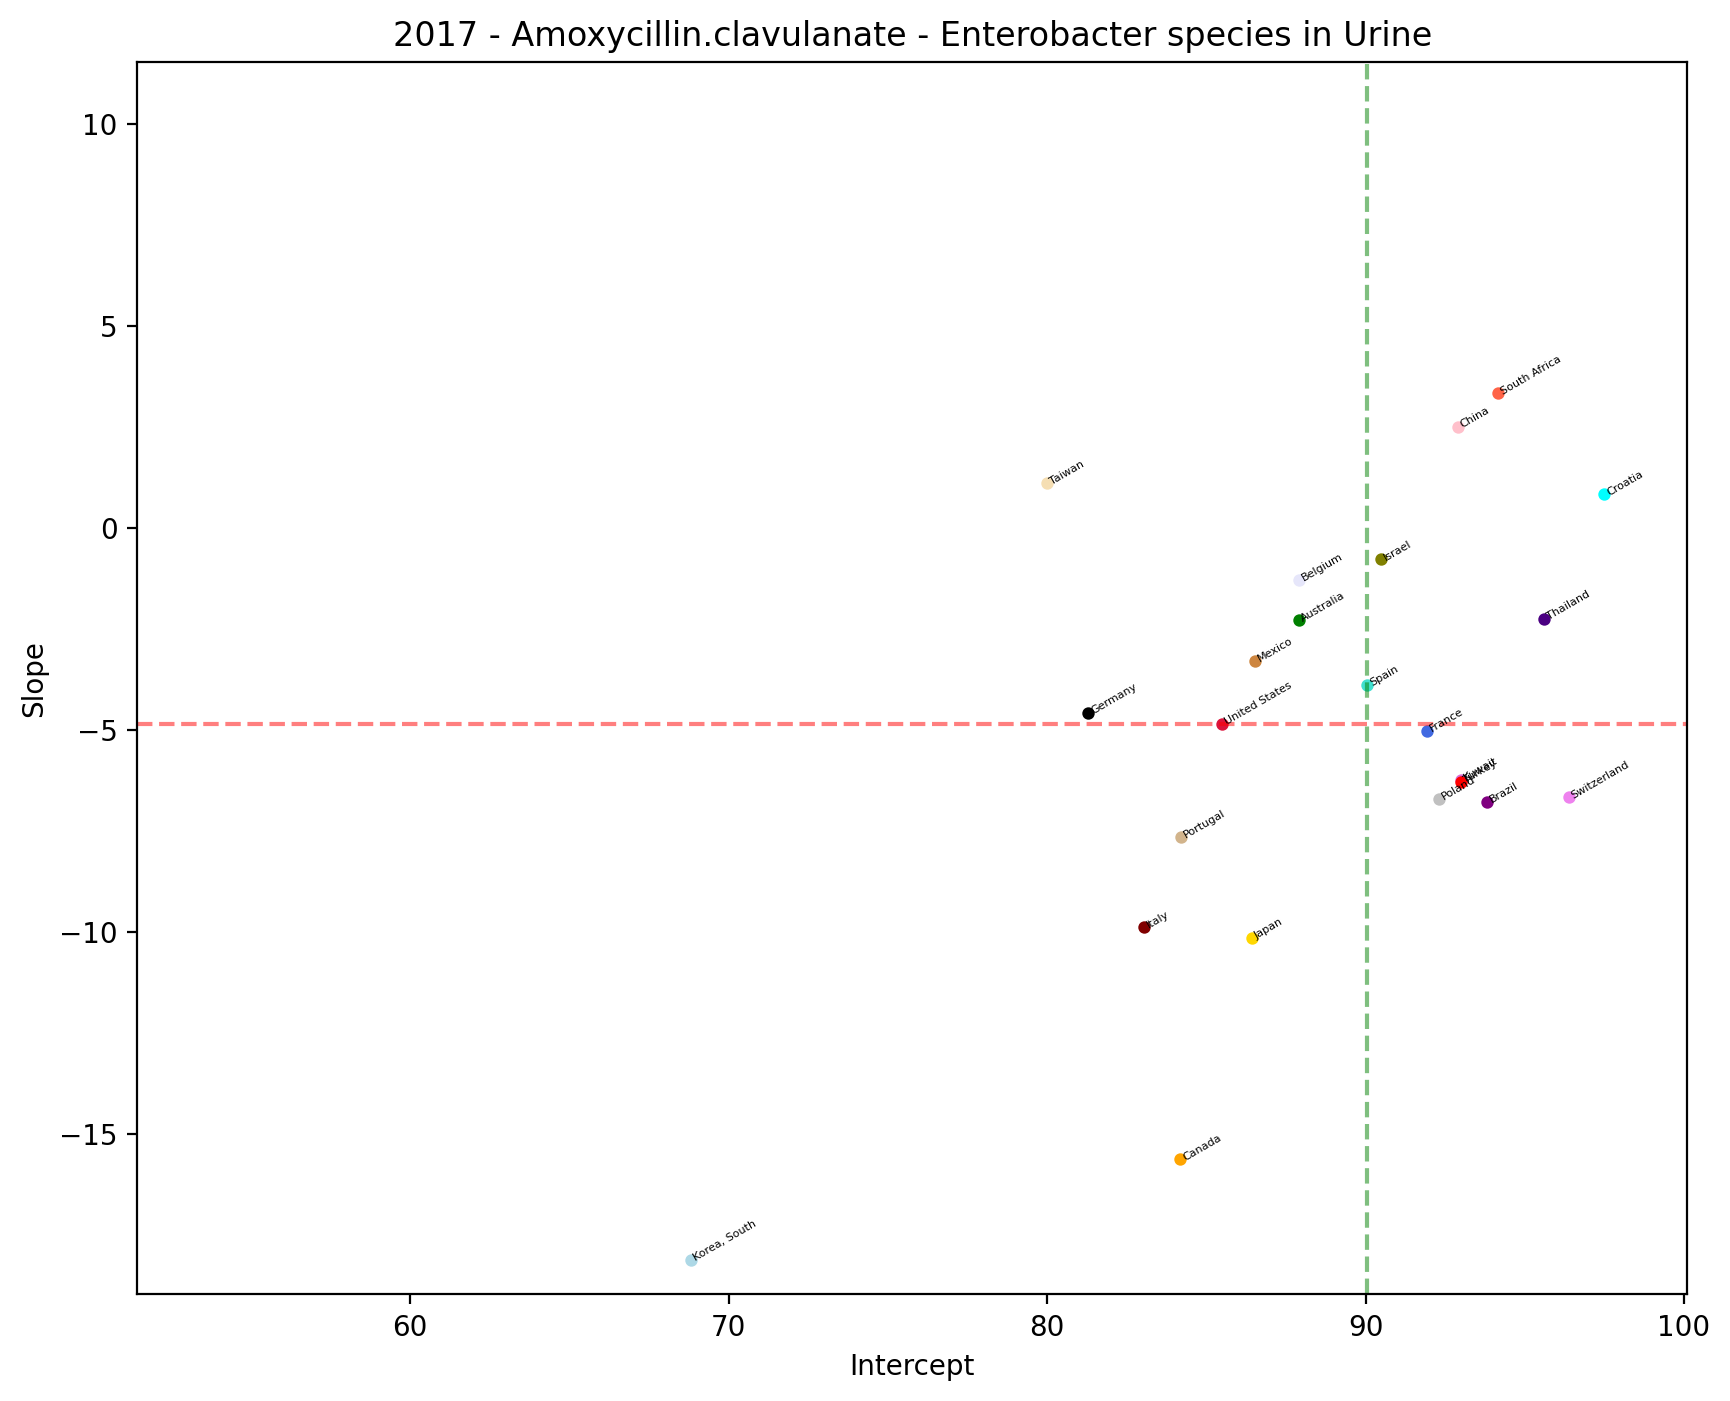 2017 - Amoxycillin.clavulanate - Enterobacter species in Urine
10
5
0
−5
−10
−15
Slope
South Africa
China
Taiwan
Croatia
Israel
Belgium
Thailand
Australia
Mexico
Spain
Germany
United States
France
Kuwait
Turkey
Poland
Brazil
Switzerland
Portugal
Italy
Japan
Canada
Korea, South
60
70
80
90
100
Intercept